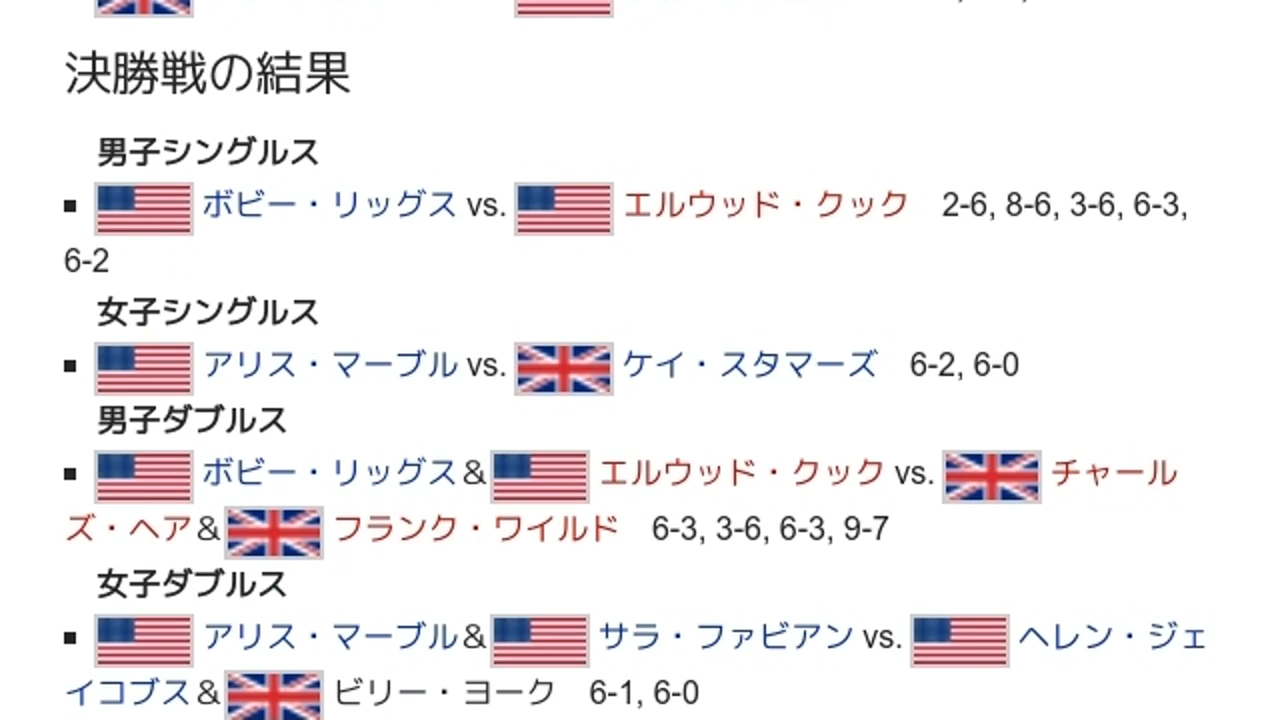 決勝戦の結果
男子シングルス
▪ ボビー・リッグス vs. エルウッド・クック　2-6, 8-6, 3-6, 6-3,
6-2
女子シングルス
▪ アリス・マーブル vs. ケイ・スタマーズ　6-2, 6-0
男子ダブルス
▪ ボビー・リッグス& エルウッド・クック vs. チャール
ズ・ヘア& フランク・ワイルド　6-3, 3-6, 6-3, 9-7
女子ダブルス
▪ アリス・マーブル& サラ・ファビアン vs. ヘレン・ジェ
イコブス& ビリー・ヨーク　6-1, 6-0